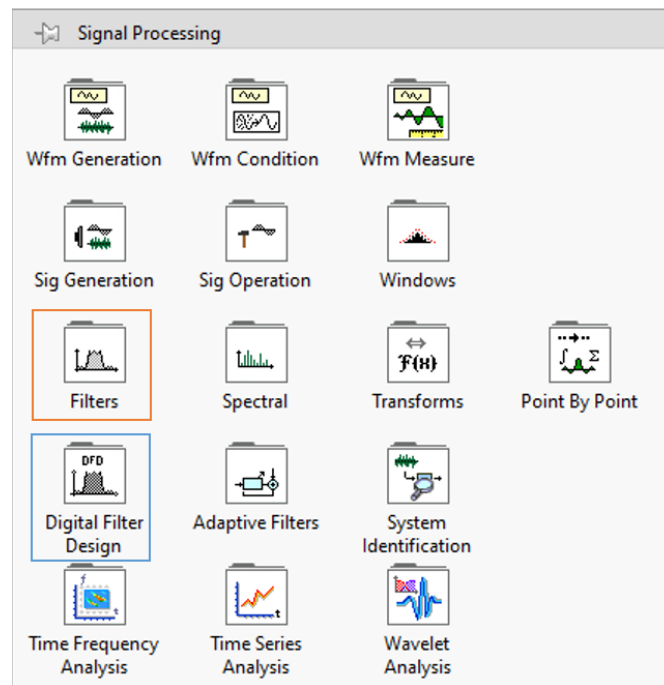 Signal Processing
Wfm Generation
Wfm Condition
Wfm Measure
Sig Generation
Sig Operation
Windows
Filters
Spectral
F(x)
Transforms
∫ Σ
Point By Point
DFD
Digital Filter
Design
Adaptive Filters
System
Identification
f
t
Time Frequency
Analysis
t
Time Series
Analysis
Wavelet
Analysis